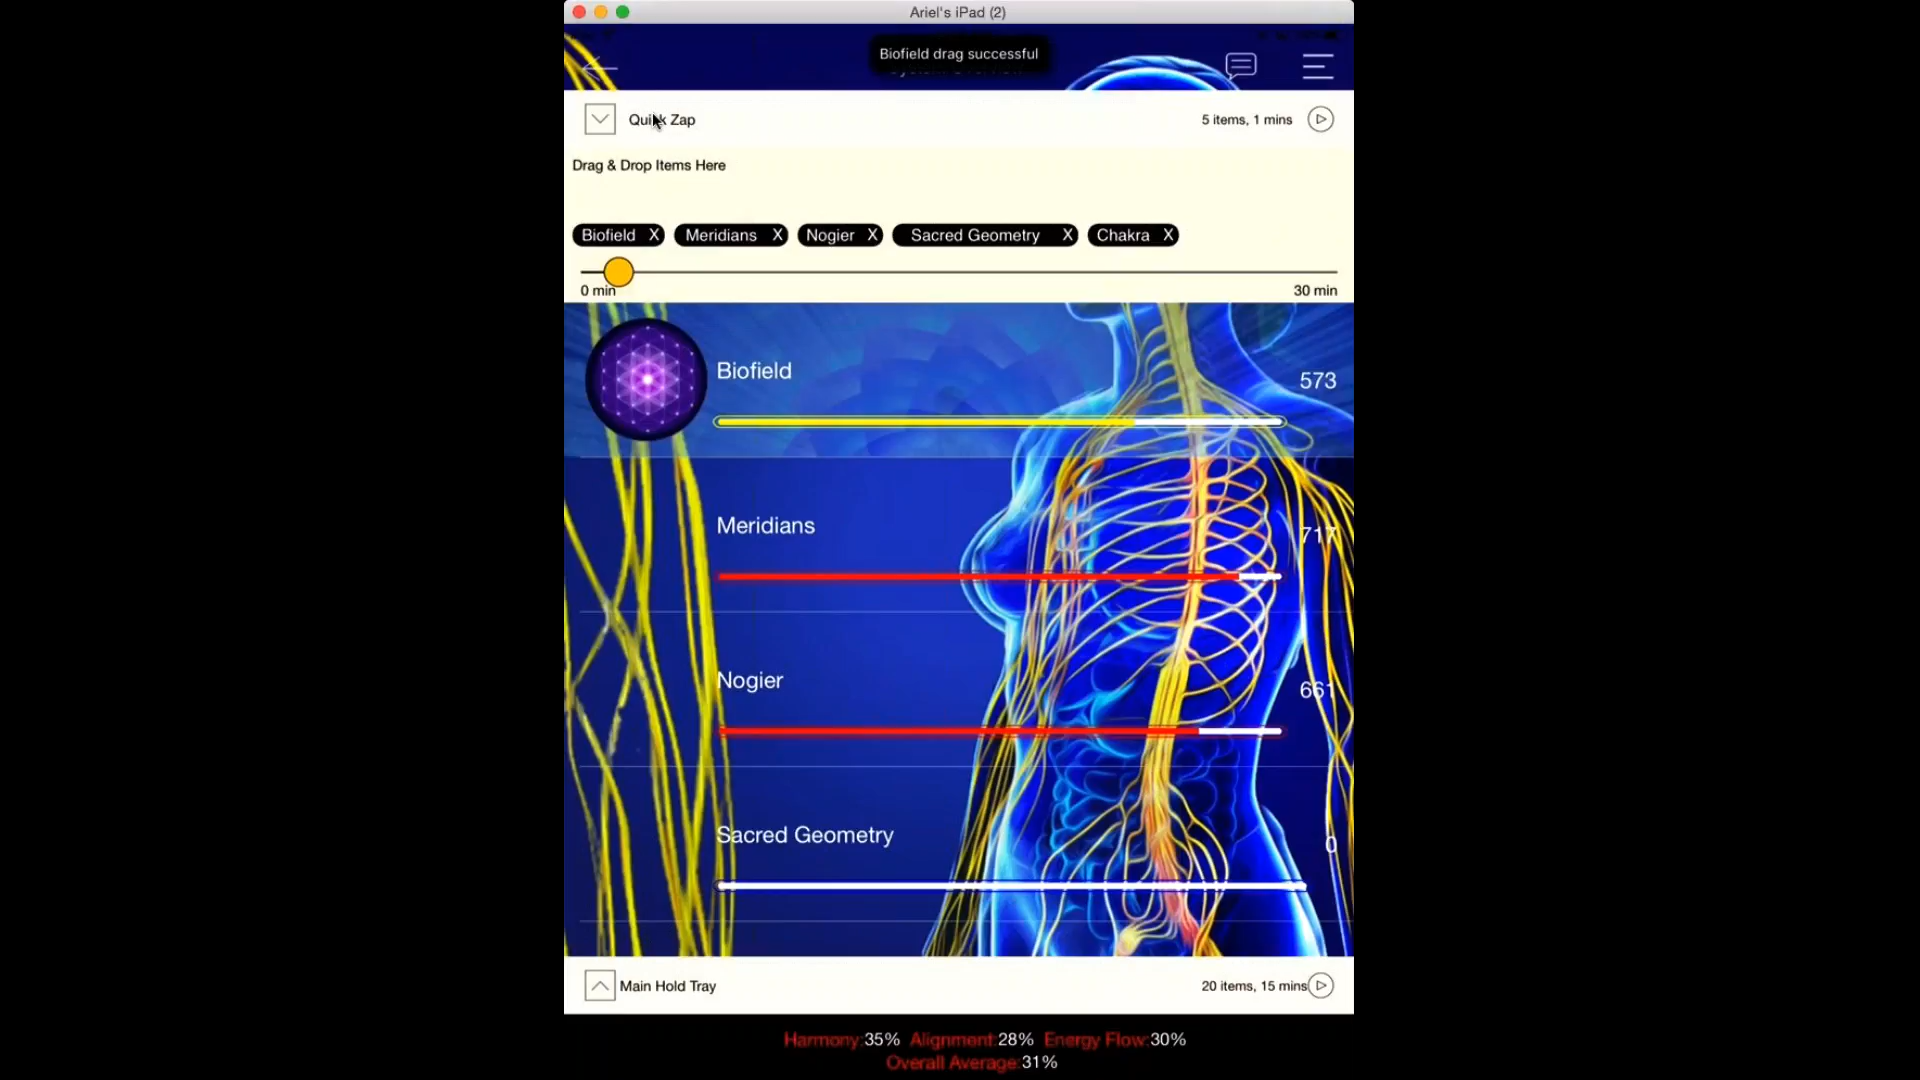 Ariel's iPad (2)
Biofield drag successful
Quick Zap
5 items, 1 mins
Drag & Drop Items Here
Biofield X Meridians X Nogier X Sacred Geometry X Chakra X
0 min
30 min
Biofield
573
Meridians
717
Nogier
661
Sacred Geometry
0
Main Hold Tray
20 items, 15 mins
Harmony:35% Alignment:28% Energy Flow:30%
Overall Average:31%